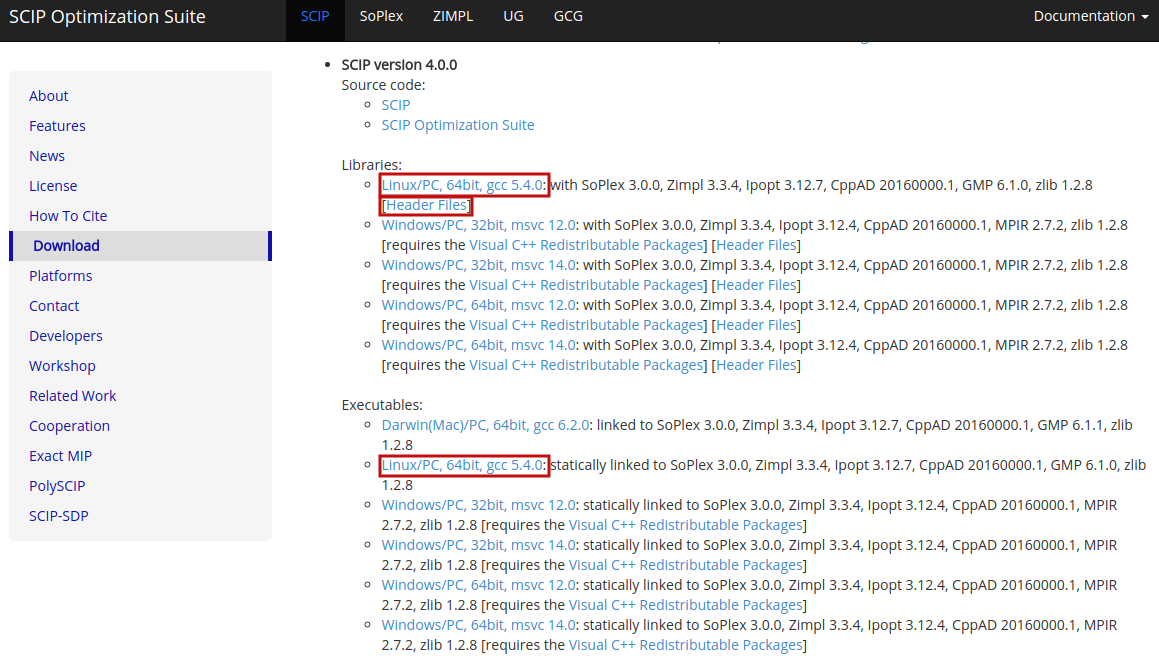 SCIP Optimization Suite
SCIP SoPlex ZIMPL UG GCG
Documentation
About
Features
News
License
How To Cite
Download
Platforms
Contact
Developers
Workshop
Related Work
Cooperation
Exact MIP
PolySCIP
SCIP-SDP
SCIP version 4.0.0
Source code:
SCIP
SCIP Optimization Suite
Libraries:
Linux/PC, 64bit, gcc 5.4.0: with SoPlex 3.0.0, Zimpl 3.3.4, Ipopt 3.12.7, CppAD 20160000.1, GMP 6.1.0, zlib 1.2.8
[Header Files]
Windows/PC, 32bit, msvc 12.0: with SoPlex 3.0.0, Zimpl 3.3.4, Ipopt 3.12.4, CppAD 20160000.1, MPIR 2.7.2, zlib 1.2.8
[requires the Visual C++ Redistributable Packages] [Header Files]
Windows/PC, 32bit, msvc 14.0: with SoPlex 3.0.0, Zimpl 3.3.4, Ipopt 3.12.4, CppAD 20160000.1, MPIR 2.7.2, zlib 1.2.8
[requires the Visual C++ Redistributable Packages] [Header Files]
Windows/PC, 64bit, msvc 12.0: with SoPlex 3.0.0, Zimpl 3.3.4, Ipopt 3.12.4, CppAD 20160000.1, MPIR 2.7.2, zlib 1.2.8
[requires the Visual C++ Redistributable Packages] [Header Files]
Windows/PC, 64bit, msvc 14.0: with SoPlex 3.0.0, Zimpl 3.3.4, Ipopt 3.12.4, CppAD 20160000.1, MPIR 2.7.2, zlib 1.2.8
[requires the Visual C++ Redistributable Packages] [Header Files]
Executables:
Darwin(Mac)/PC, 64bit, gcc 6.2.0: linked to SoPlex 3.0.0, Zimpl 3.3.4, Ipopt 3.12.7, CppAD 20160000.1, GMP 6.1.1, zlib
1.2.8
Linux/PC, 64bit, gcc 5.4.0: statically linked to SoPlex 3.0.0, Zimpl 3.3.4, Ipopt 3.12.7, CppAD 20160000.1, GMP 6.1.0, zlib
1.2.8
Windows/PC, 32bit, msvc 12.0: statically linked to SoPlex 3.0.0, Zimpl 3.3.4, Ipopt 3.12.4, CppAD 20160000.1, MPIR
2.7.2, zlib 1.2.8 [requires the Visual C++ Redistributable Packages]
Windows/PC, 32bit, msvc 14.0: statically linked to SoPlex 3.0.0, Zimpl 3.3.4, Ipopt 3.12.4, CppAD 20160000.1, MPIR
2.7.2, zlib 1.2.8 [requires the Visual C++ Redistributable Packages]
Windows/PC, 64bit, msvc 12.0: statically linked to SoPlex 3.0.0, Zimpl 3.3.4, Ipopt 3.12.4, CppAD 20160000.1, MPIR
2.7.2, zlib 1.2.8 [requires the Visual C++ Redistributable Packages]
Windows/PC, 64bit, msvc 14.0: statically linked to SoPlex 3.0.0, Zimpl 3.3.4, Ipopt 3.12.4, CppAD 20160000.1, MPIR
2.7.2, zlib 1.2.8 [requires the Visual C++ Redistributable Packages]